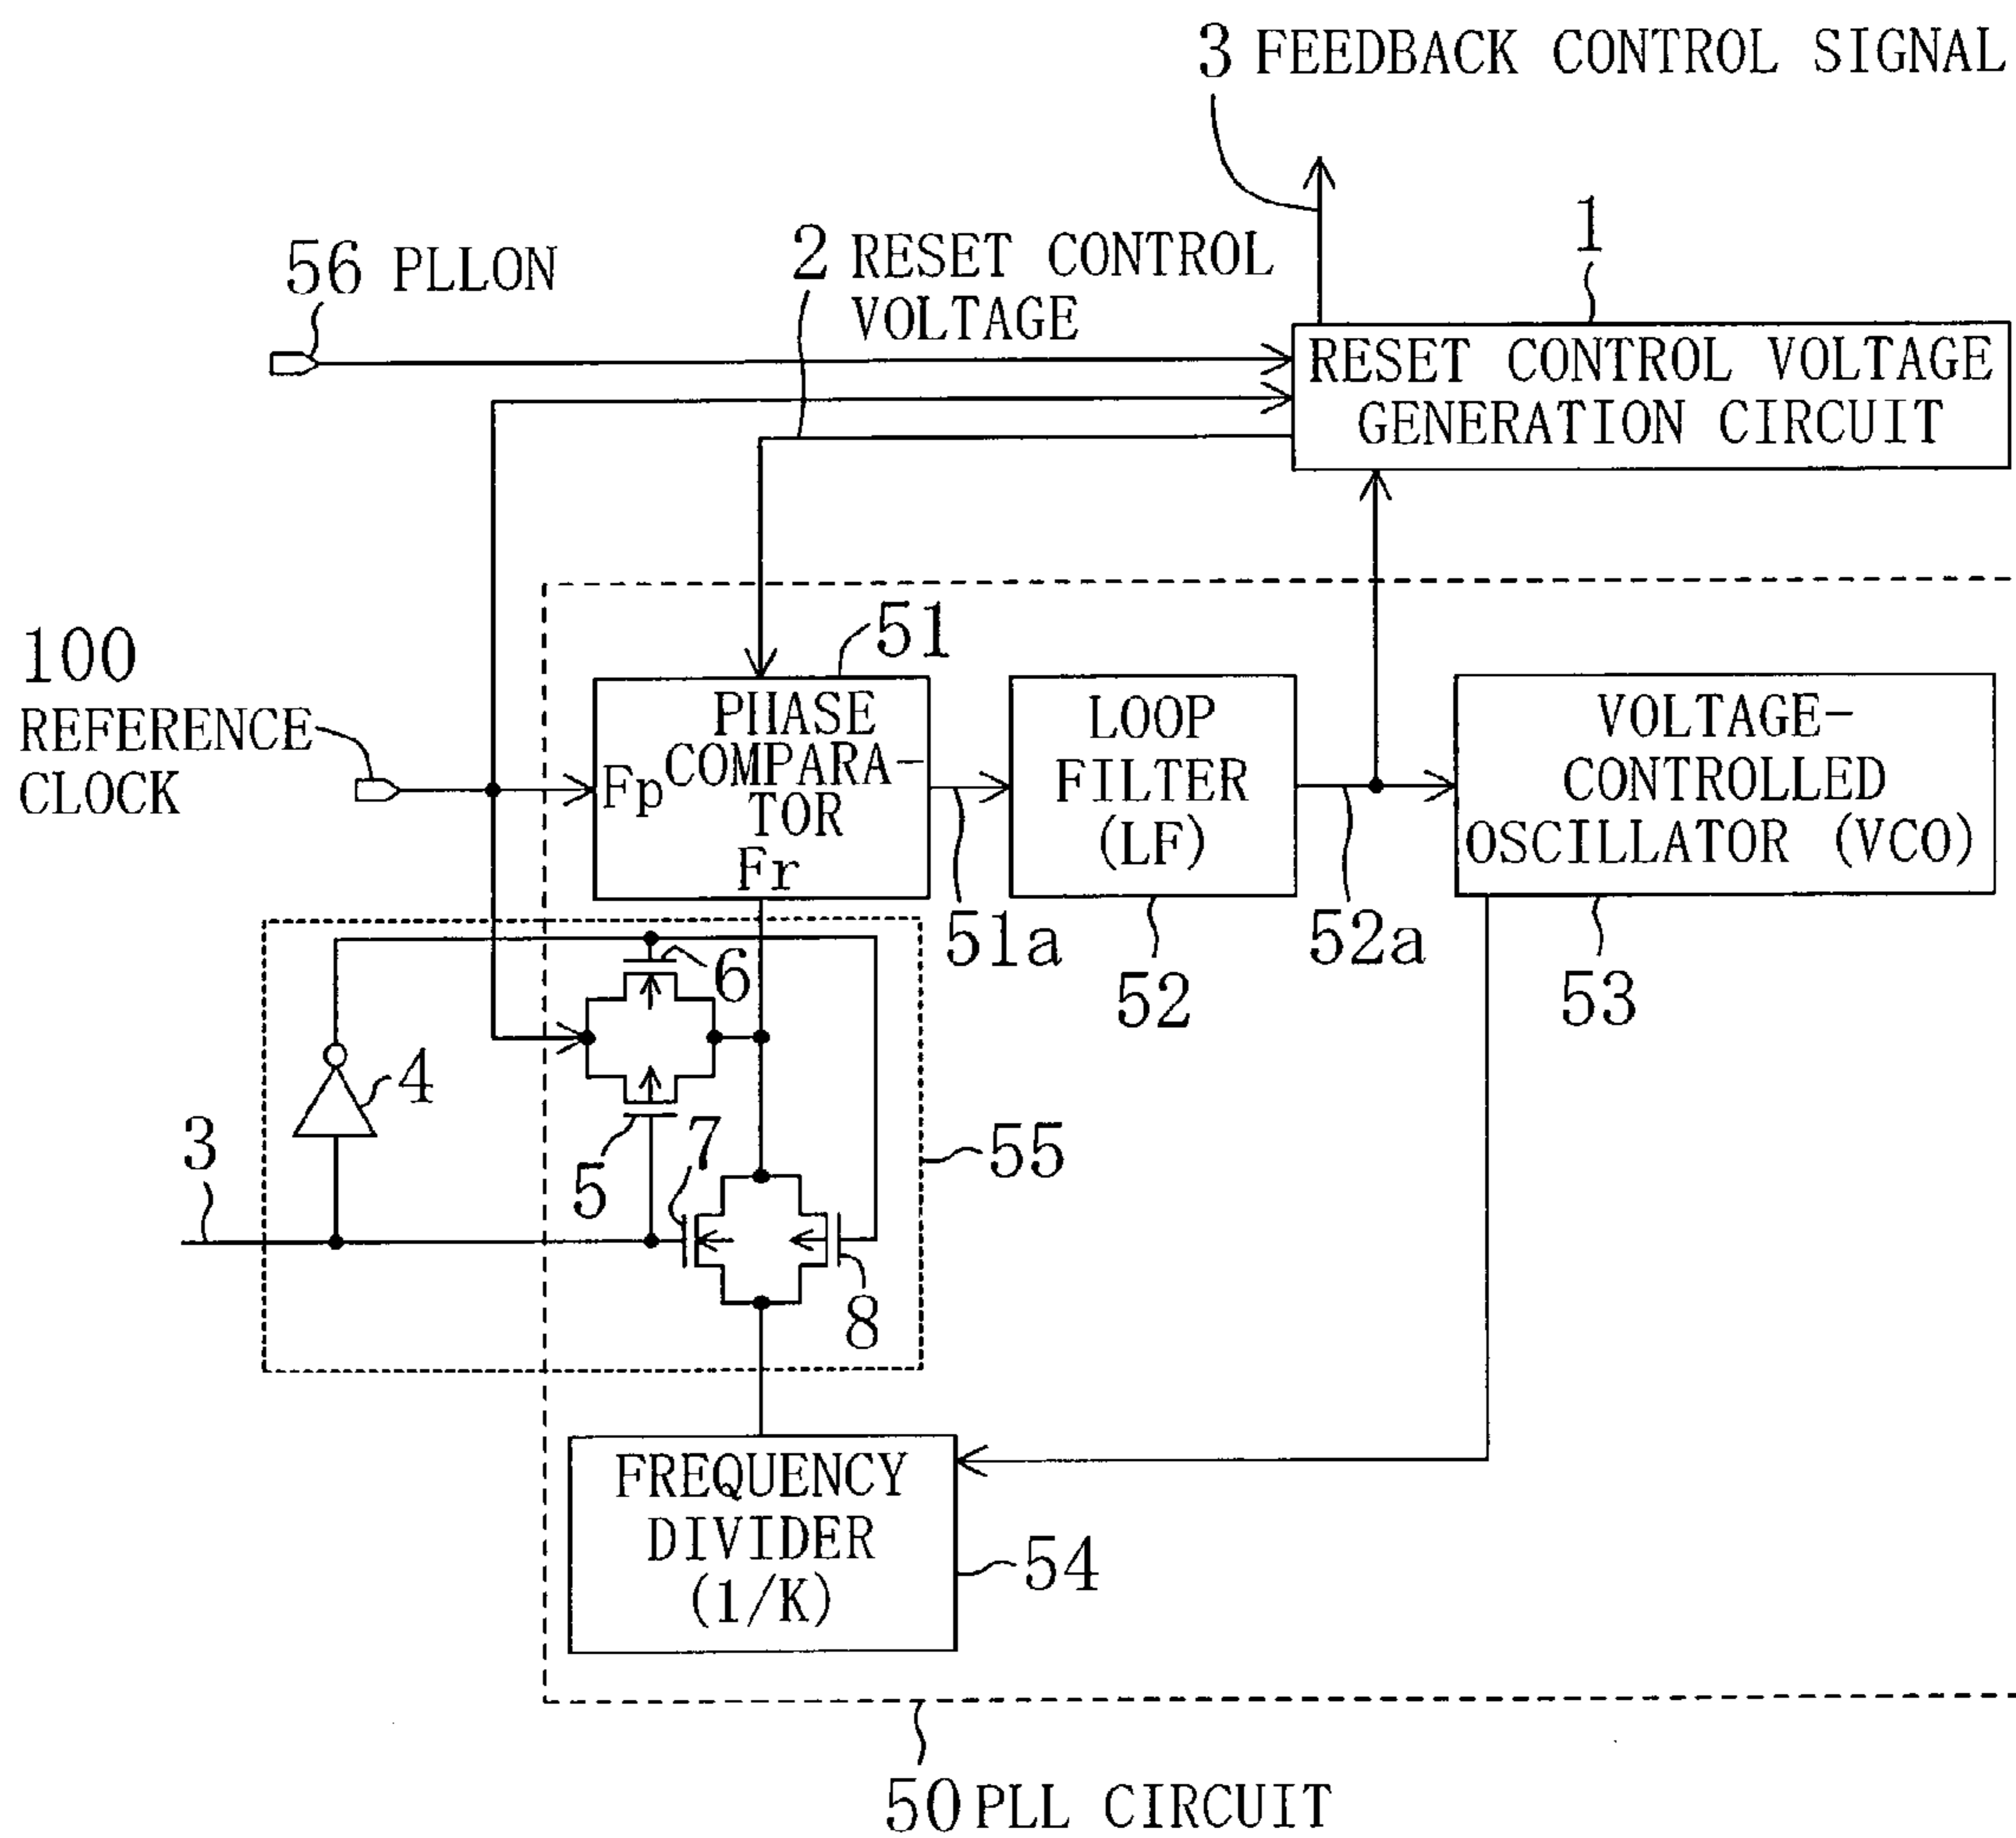 3 FEEDBACK CONTROL SIGNAL
1
2 RESET CONTROL
VOLTAGE
56 PLLON
RESET CONTROL VOLTAGE
GENERATION CIRCUIT
100
REFERENCE
CLOCK
51
PHASE
COMPARA-
TOR
Fp
Fr
LOOP
FILTER
(LF)
VOLTAGE-
CONTROLLED
OSCILLATOR (VCO)
51a
52
52a
53
6
4
5
7
3
55
8
FREQUENCY
DIVIDER
(1/K)
54
50 PLL CIRCUIT